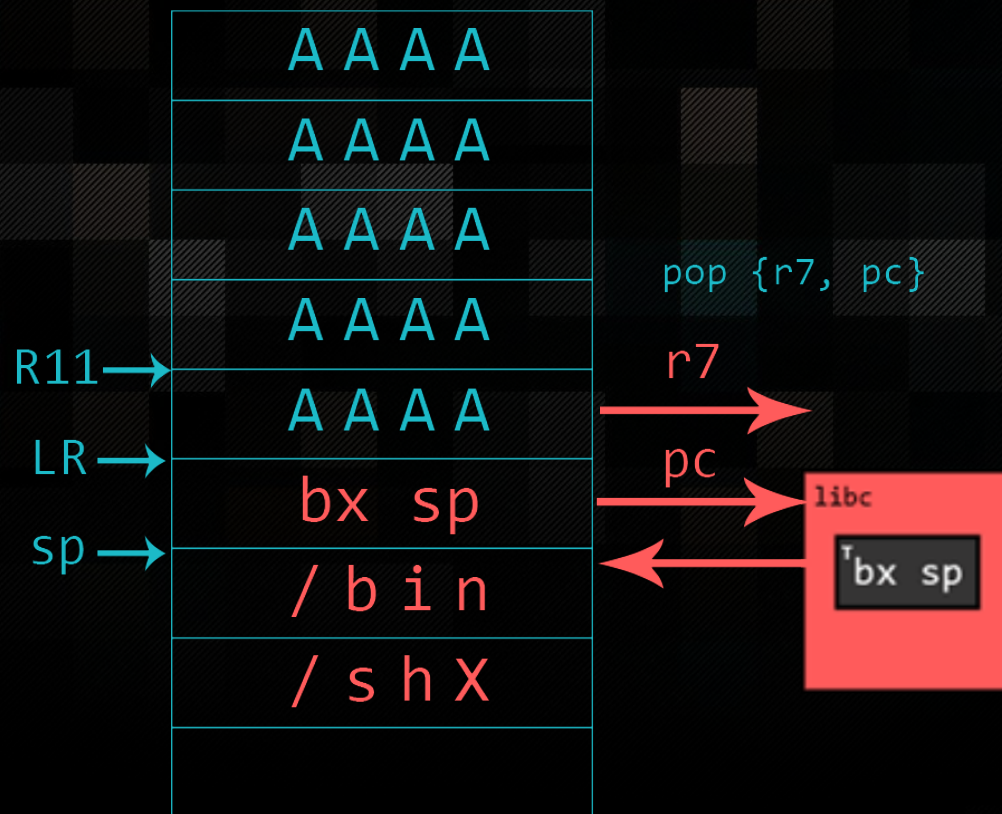 A A A A
A A A A
A A A A
pop {r7, pc}
A A A A
R11
r7
A A A A
LR
pc
bx sp
libc
sp
T
bx sp
/ b i n
/ s h X